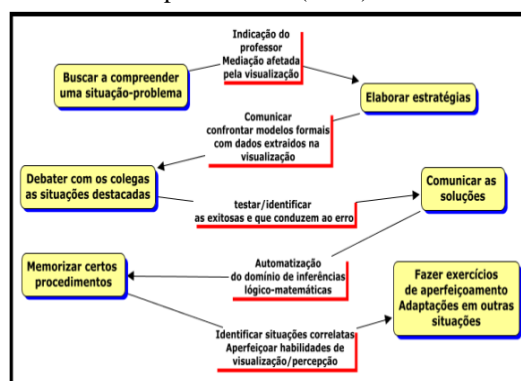 Indicação do
professor
Mediação afetada
pela visualização
Buscar a compreender
uma situação-problema
Elaborar estratégias
Comunicar
confrontar modelos formais
com dados extraidos na
visualização
Debater com os colegas
as situações destacadas
testar/identificar
as exitosas e que conduzem ao erro
Comunicar as
soluções
Automatização
do domínio de inferências
lógico-matemáticas
Memorizar certos
procedimentos
Fazer exercícios
de aperfeiçoamento
Adaptações em outras
situações
Identificar situações correlatas
Aperfeiçoar habilidades de
visualização/percepção